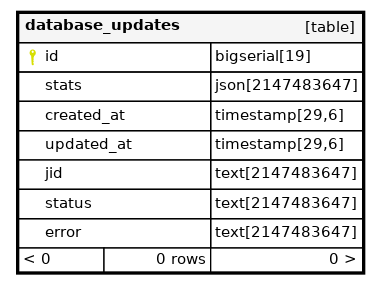 database_updates [table]
id bigserial[19]
stats json[2147483647]
created_at timestamp[29,6]
updated_at timestamp[29,6]
jid text[2147483647]
status text[2147483647]
error text[2147483647]
< 0 0 rows 0 >